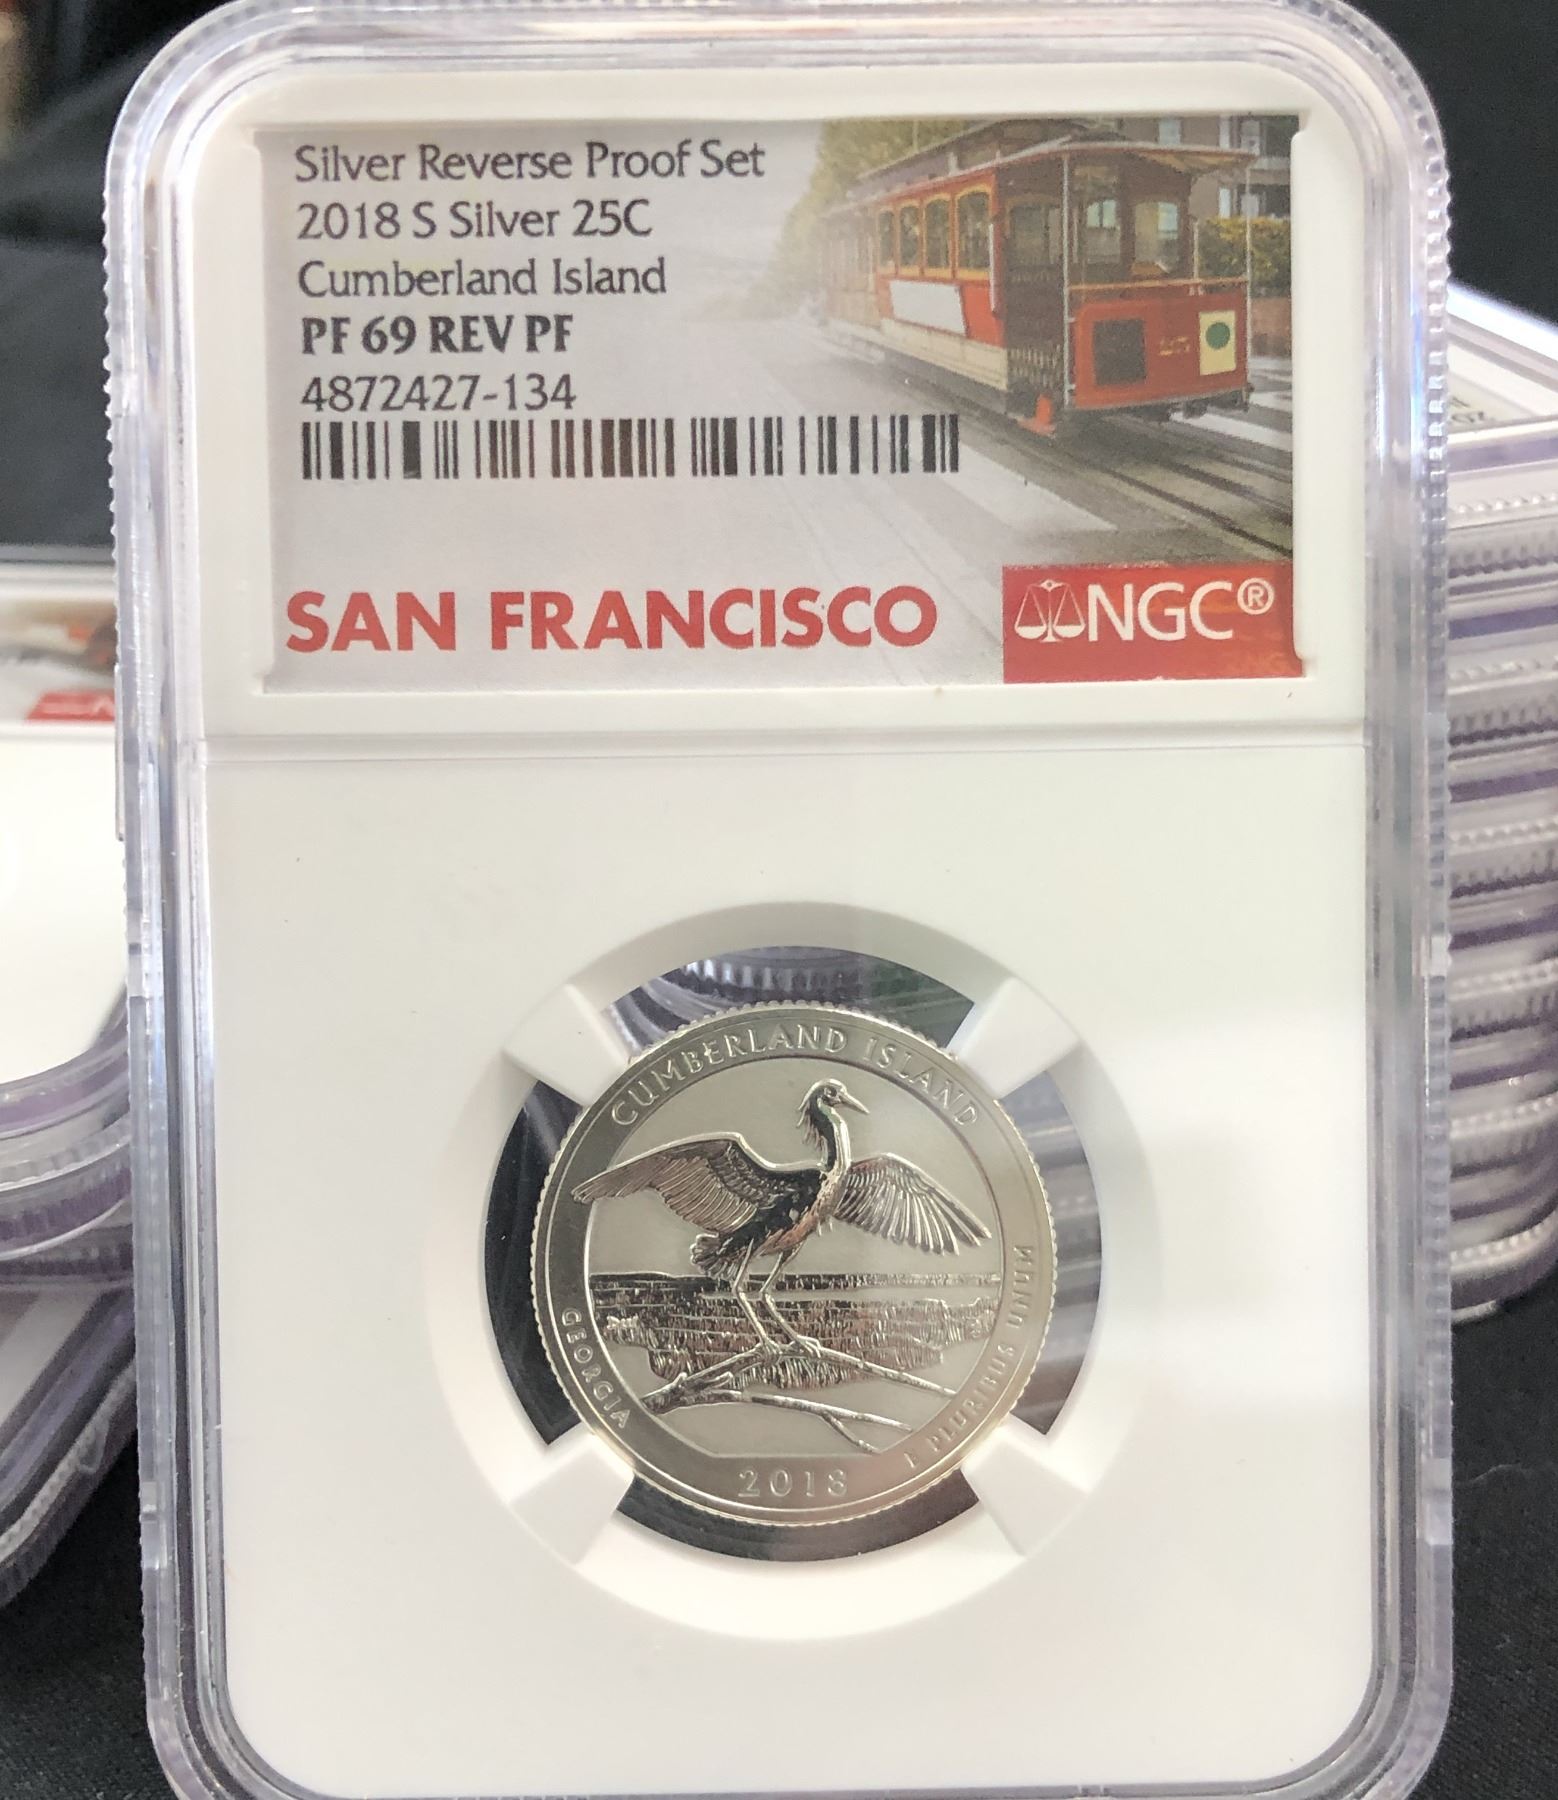 Silver Reverse Proof Set
2018 S Silver 25C
Cumberland Island
PF 69 REV PF
4872427-134
SAN FRANCISCO
NGC®
CUMBERLAND ISLAND
GEORGIA
E PLURIBUS UNUM
2018